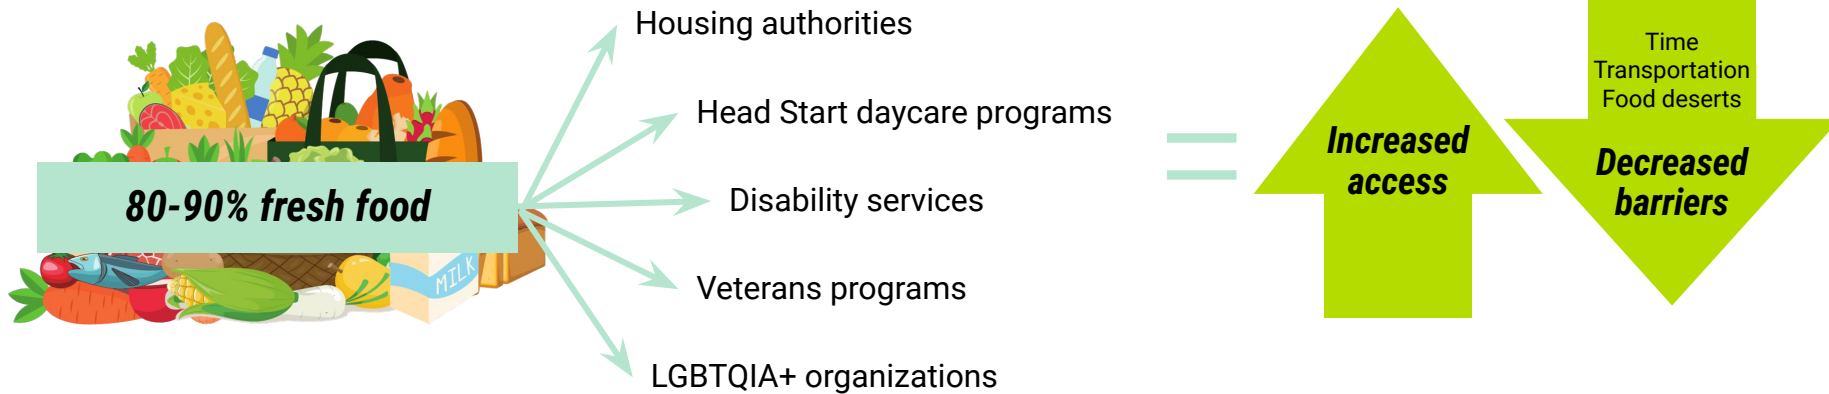 80-90% fresh food
MILK
Housing authorities
Head Start daycare programs
Disability services
Veterans programs
LGBTQIA+ organizations
Increased
access
Time
Transportation
Food deserts
Decreased
barriers